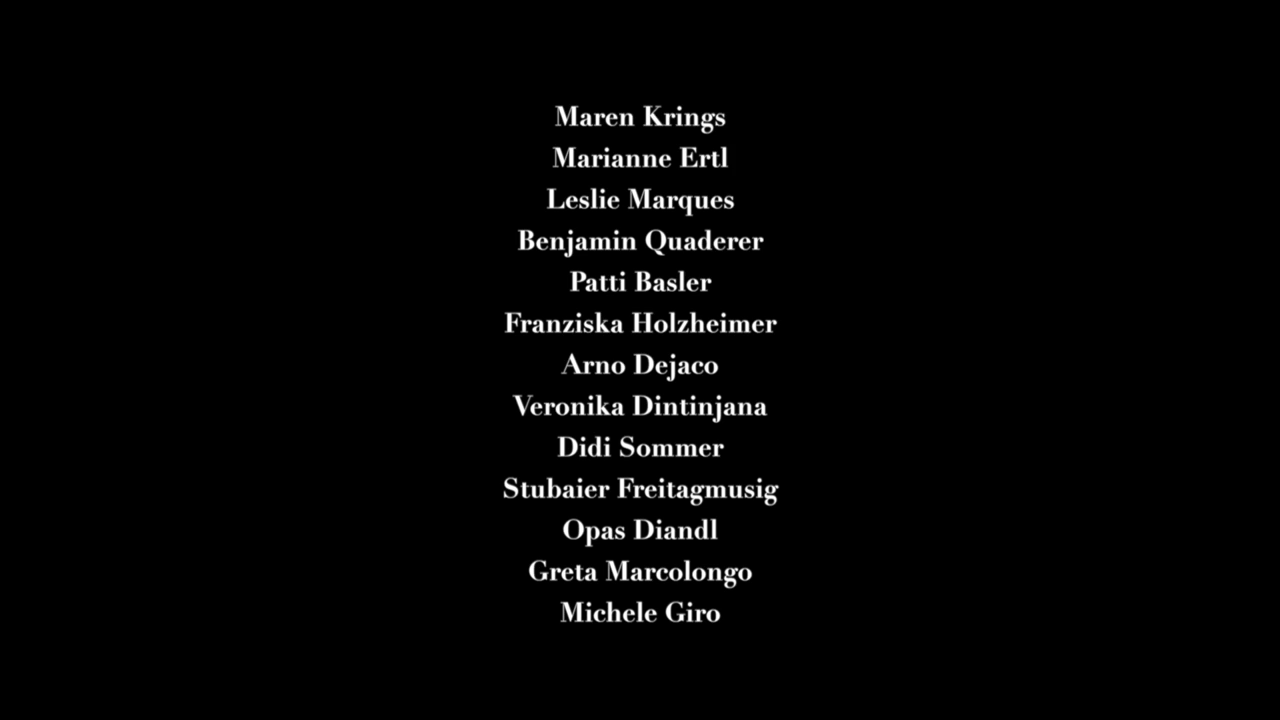 Maren Krings
Marianne Ertl
Leslie Marques
Benjamin Quaderer
Patti Basler
Franziska Holzheimer
Arno Dejaco
Veronika Dintinjana
Didi Sommer
Stubaier Freitagmusig
Opas Diandl
Greta Marcolongo
Michele Giro